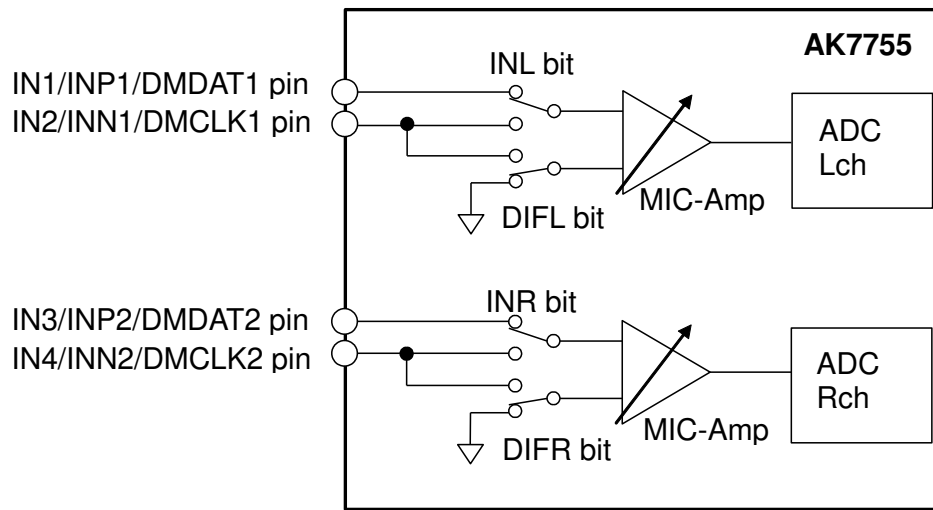 AK7755
IN1/INP1/DMDAT1 pin
INL bit
IN2/INN1/DMCLK1 pin
ADC
Lch
MIC-Amp
DIFL bit
IN3/INP2/DMDAT2 pin
INR bit
IN4/INN2/DMCLK2 pin
ADC
Rch
MIC-Amp
DIFR bit